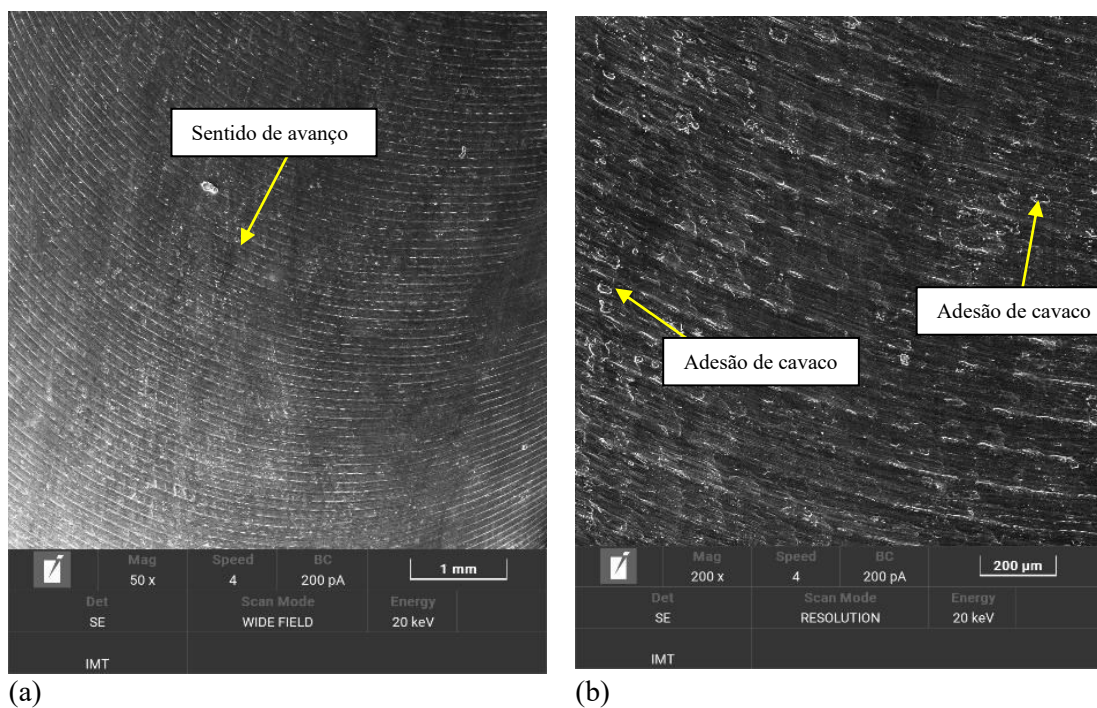 Sentido de avanço
Mag Speed BC
50 x 4 200 pA
1 mm
Det Scan Mode Energy
SE WIDE FIELD 20 keV
IMT
(a)
Adesão de cavaco
Adesão de cavaco
Mag Speed BC
200 x 4 200 pA
200 µm
Det Scan Mode Energy
SE RESOLUTION 20 keV
IMT
(b)